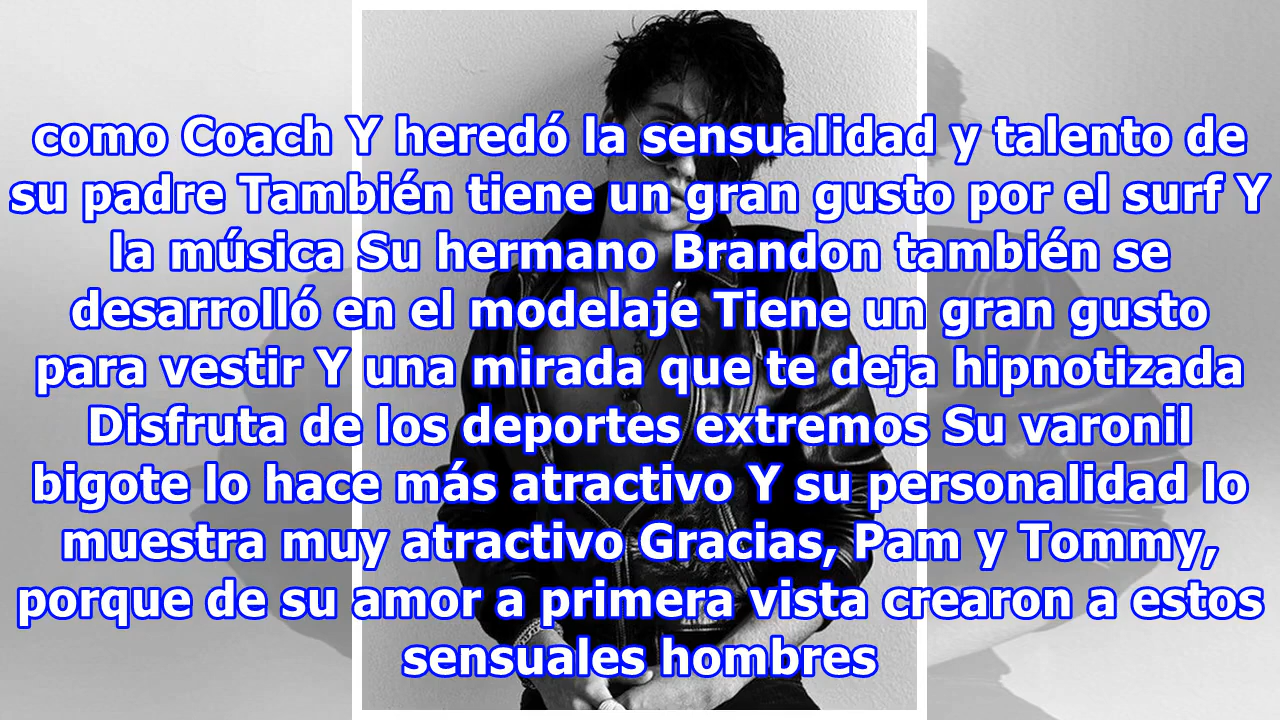 como Coach Y heredó la sensualidad y talento de
su padre También tiene un gran gusto por el surf Y
la música Su hermano Brandon también se
desarrolló en el modelaje Tiene un gran gusto
para vestir Y una mirada que te deja hipnotizada
Disfruta de los deportes extremos Su varonil
bigote lo hace más atractivo Y su personalidad lo
muestra muy atractivo Gracias, Pam y Tommy,
porque de su amor a primera vista crearon a estos
sensuales hombres